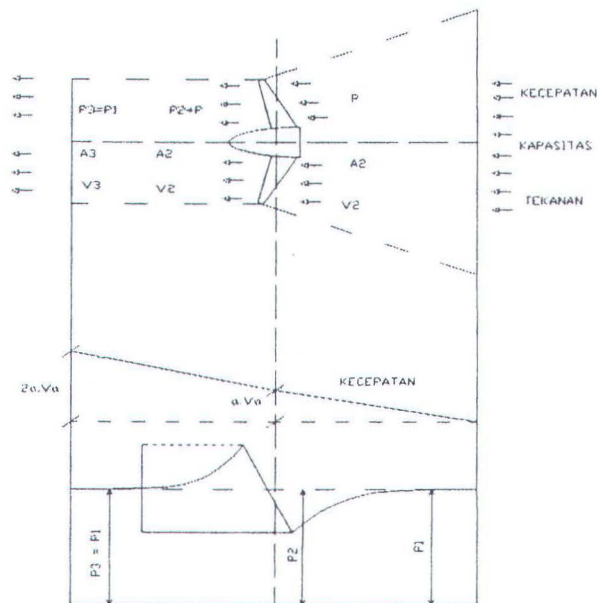 P3=P1 P2+P P KECEPATAN
A3 A2 A2 KAPASITAS
V3 V2 V2 TEKANAN
2a.Va a.Va KECEPATAN
P3 = P1 P2 P1